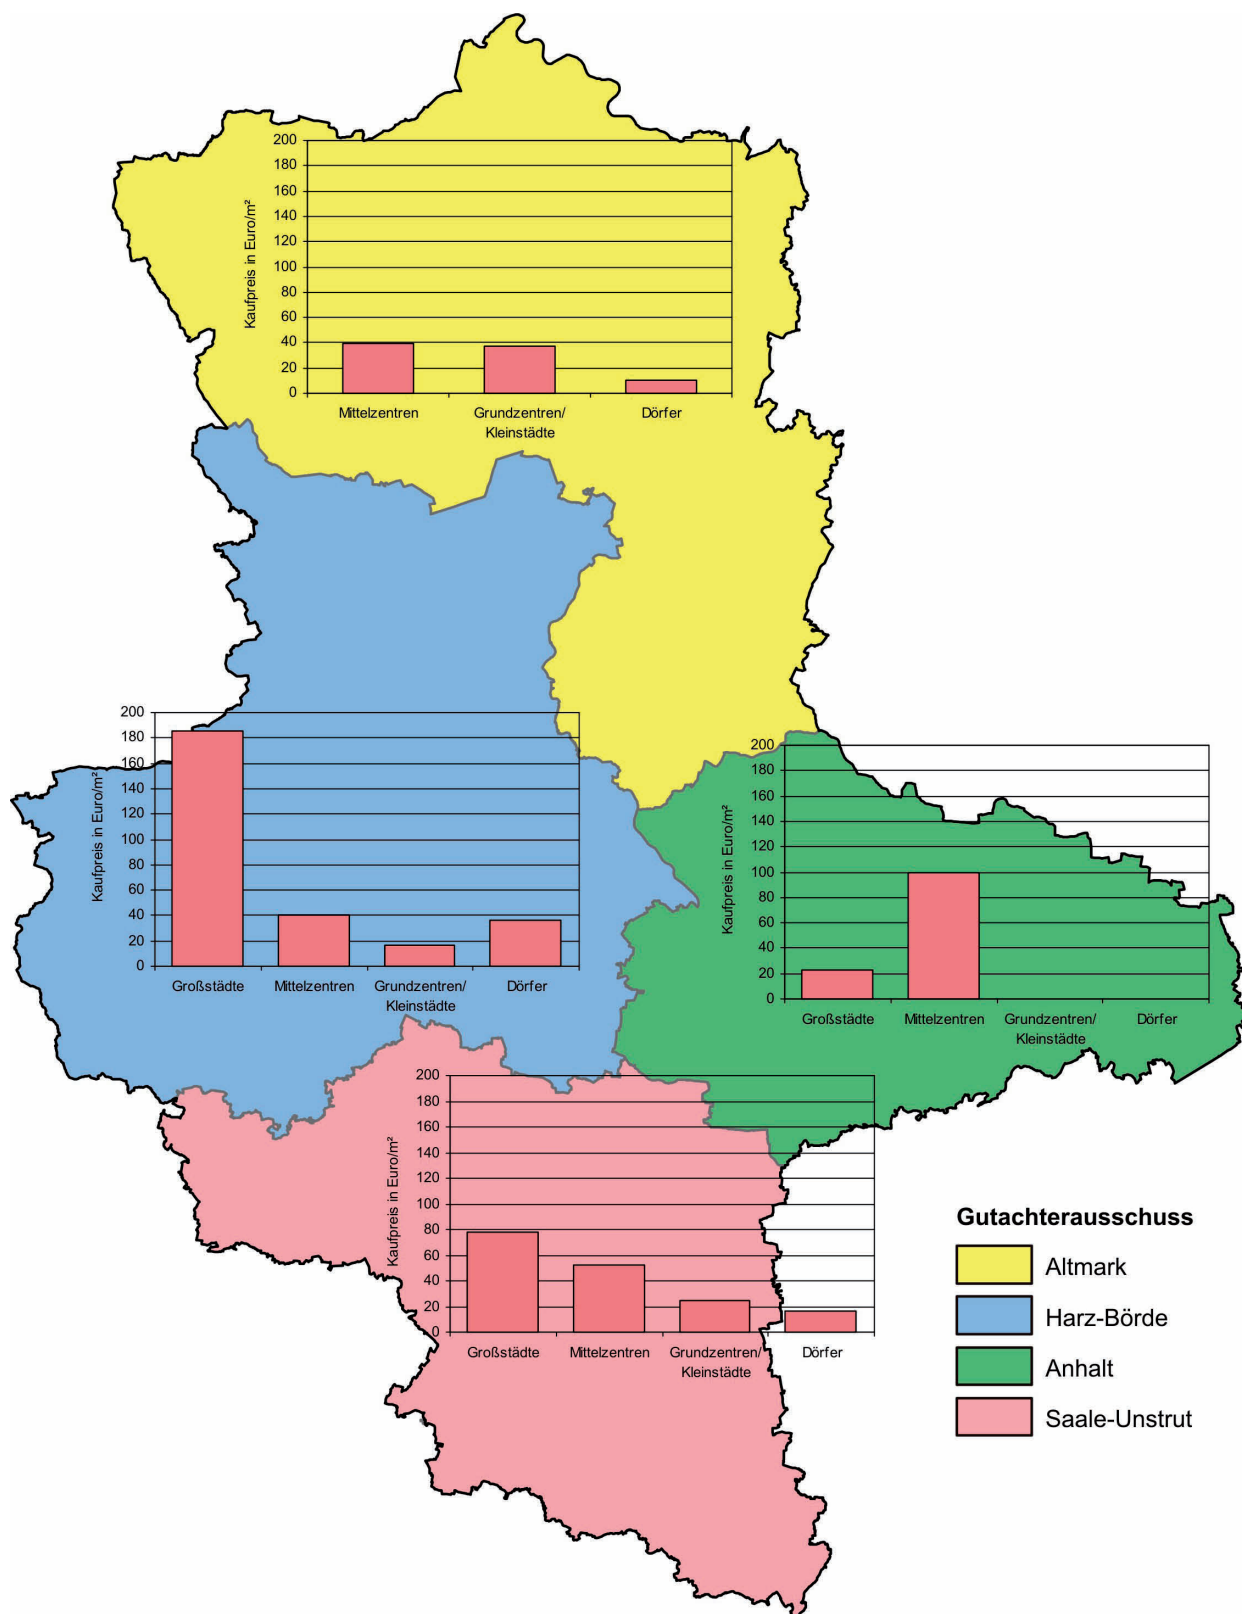 200
180
160
140
120
100
80
60
40
20
0
Kaufpreis in Euro/m²
Mittelzentren
Grundzentren/
Kleinstädte
Dörfer
200
180
160
140
120
100
80
60
40
20
0
Kaufpreis in Euro/m²
Großstädte
Mittelzentren
Grundzentren/
Kleinstädte
Dörfer
200
180
160
140
120
100
80
60
40
20
0
Kaufpreis in Euro/m²
Großstädte
Mittelzentren
Grundzentren/
Kleinstädte
Dörfer
200
180
160
140
120
100
80
60
40
20
0
Kaufpreis in Euro/m²
Großstädte
Mittelzentren
Grundzentren/
Kleinstädte
Dörfer
Gutachterausschuss
Altmark
Harz-Börde
Anhalt
Saale-Unstrut